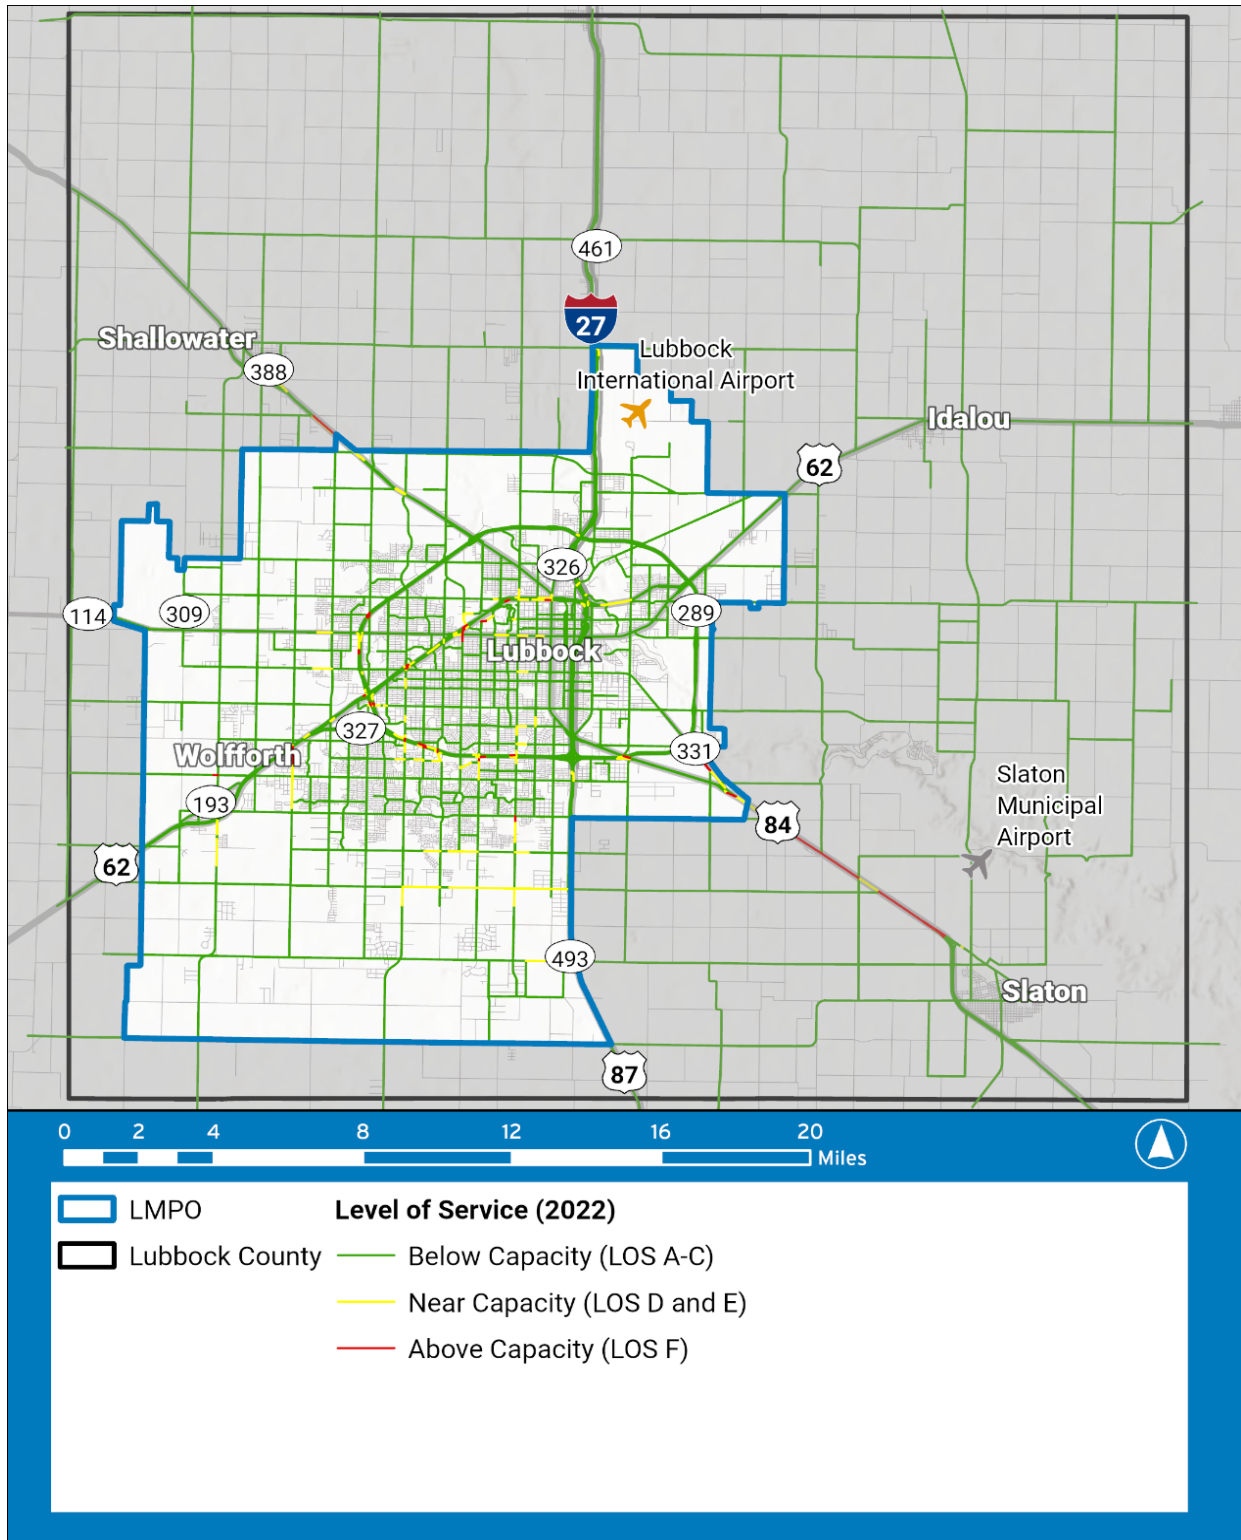 461
27
Shallowater
Lubbock
International Airport
388
Idalou
62
326
114
309
289
Lubbock
327
331
Wolfforth
Slaton
Municipal
Airport
193
84
62
493
Slaton
87
0 2 4 8 12 16 20
Miles
LMPO
Lubbock County
Level of Service (2022)
Below Capacity (LOS A-C)
Near Capacity (LOS D and E)
Above Capacity (LOS F)